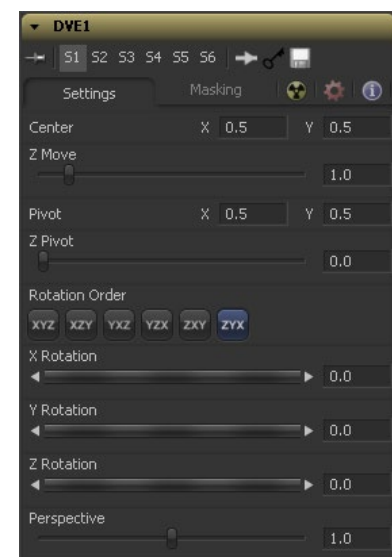 DVE1
S1 S2 S3 S4 S5 S6
Settings Masking
Center X 0.5 Y 0.5
Z Move
1.0
Pivot X 0.5 Y 0.5
Z Pivot
0.0
Rotation Order
XYZ XZY YXZ YZX ZXY ZYX
X Rotation
0.0
Y Rotation
0.0
Z Rotation
0.0
Perspective
1.0